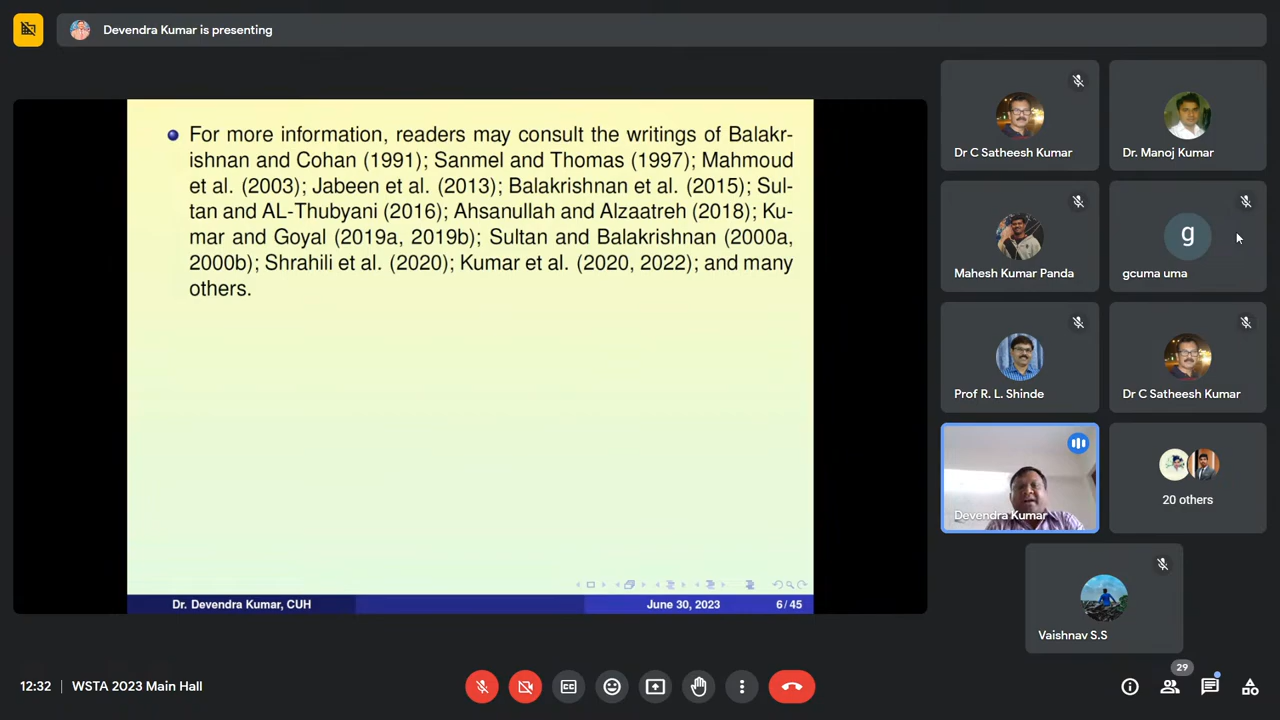 Devendra Kumar is presenting
For more information, readers may consult the writings of Balakr-
ishnan and Cohan (1991); Sanmel and Thomas (1997); Mahmoud
et al. (2003); Jabeen et al. (2013); Balakrishnan et al. (2015); Sul-
tan and AL-Thubyani (2016); Ahsanullah and Alzaatreh (2018); Ku-
mar and Goyal (2019a, 2019b); Sultan and Balakrishnan (2000a,
2000b); Shrahili et al. (2020); Kumar et al. (2020, 2022); and many
others.
Dr. Devendra Kumar, CUH
June 30, 2023
6/45
Dr C Satheesh Kumar
Dr. Manoj Kumar
Mahesh Kumar Panda
g
gcuma uma
Prof R. L. Shinde
Dr C Satheesh Kumar
Devendra Kumar
20 others
Vaishnav S.S
12:32 | WSTA 2023 Main Hall
29